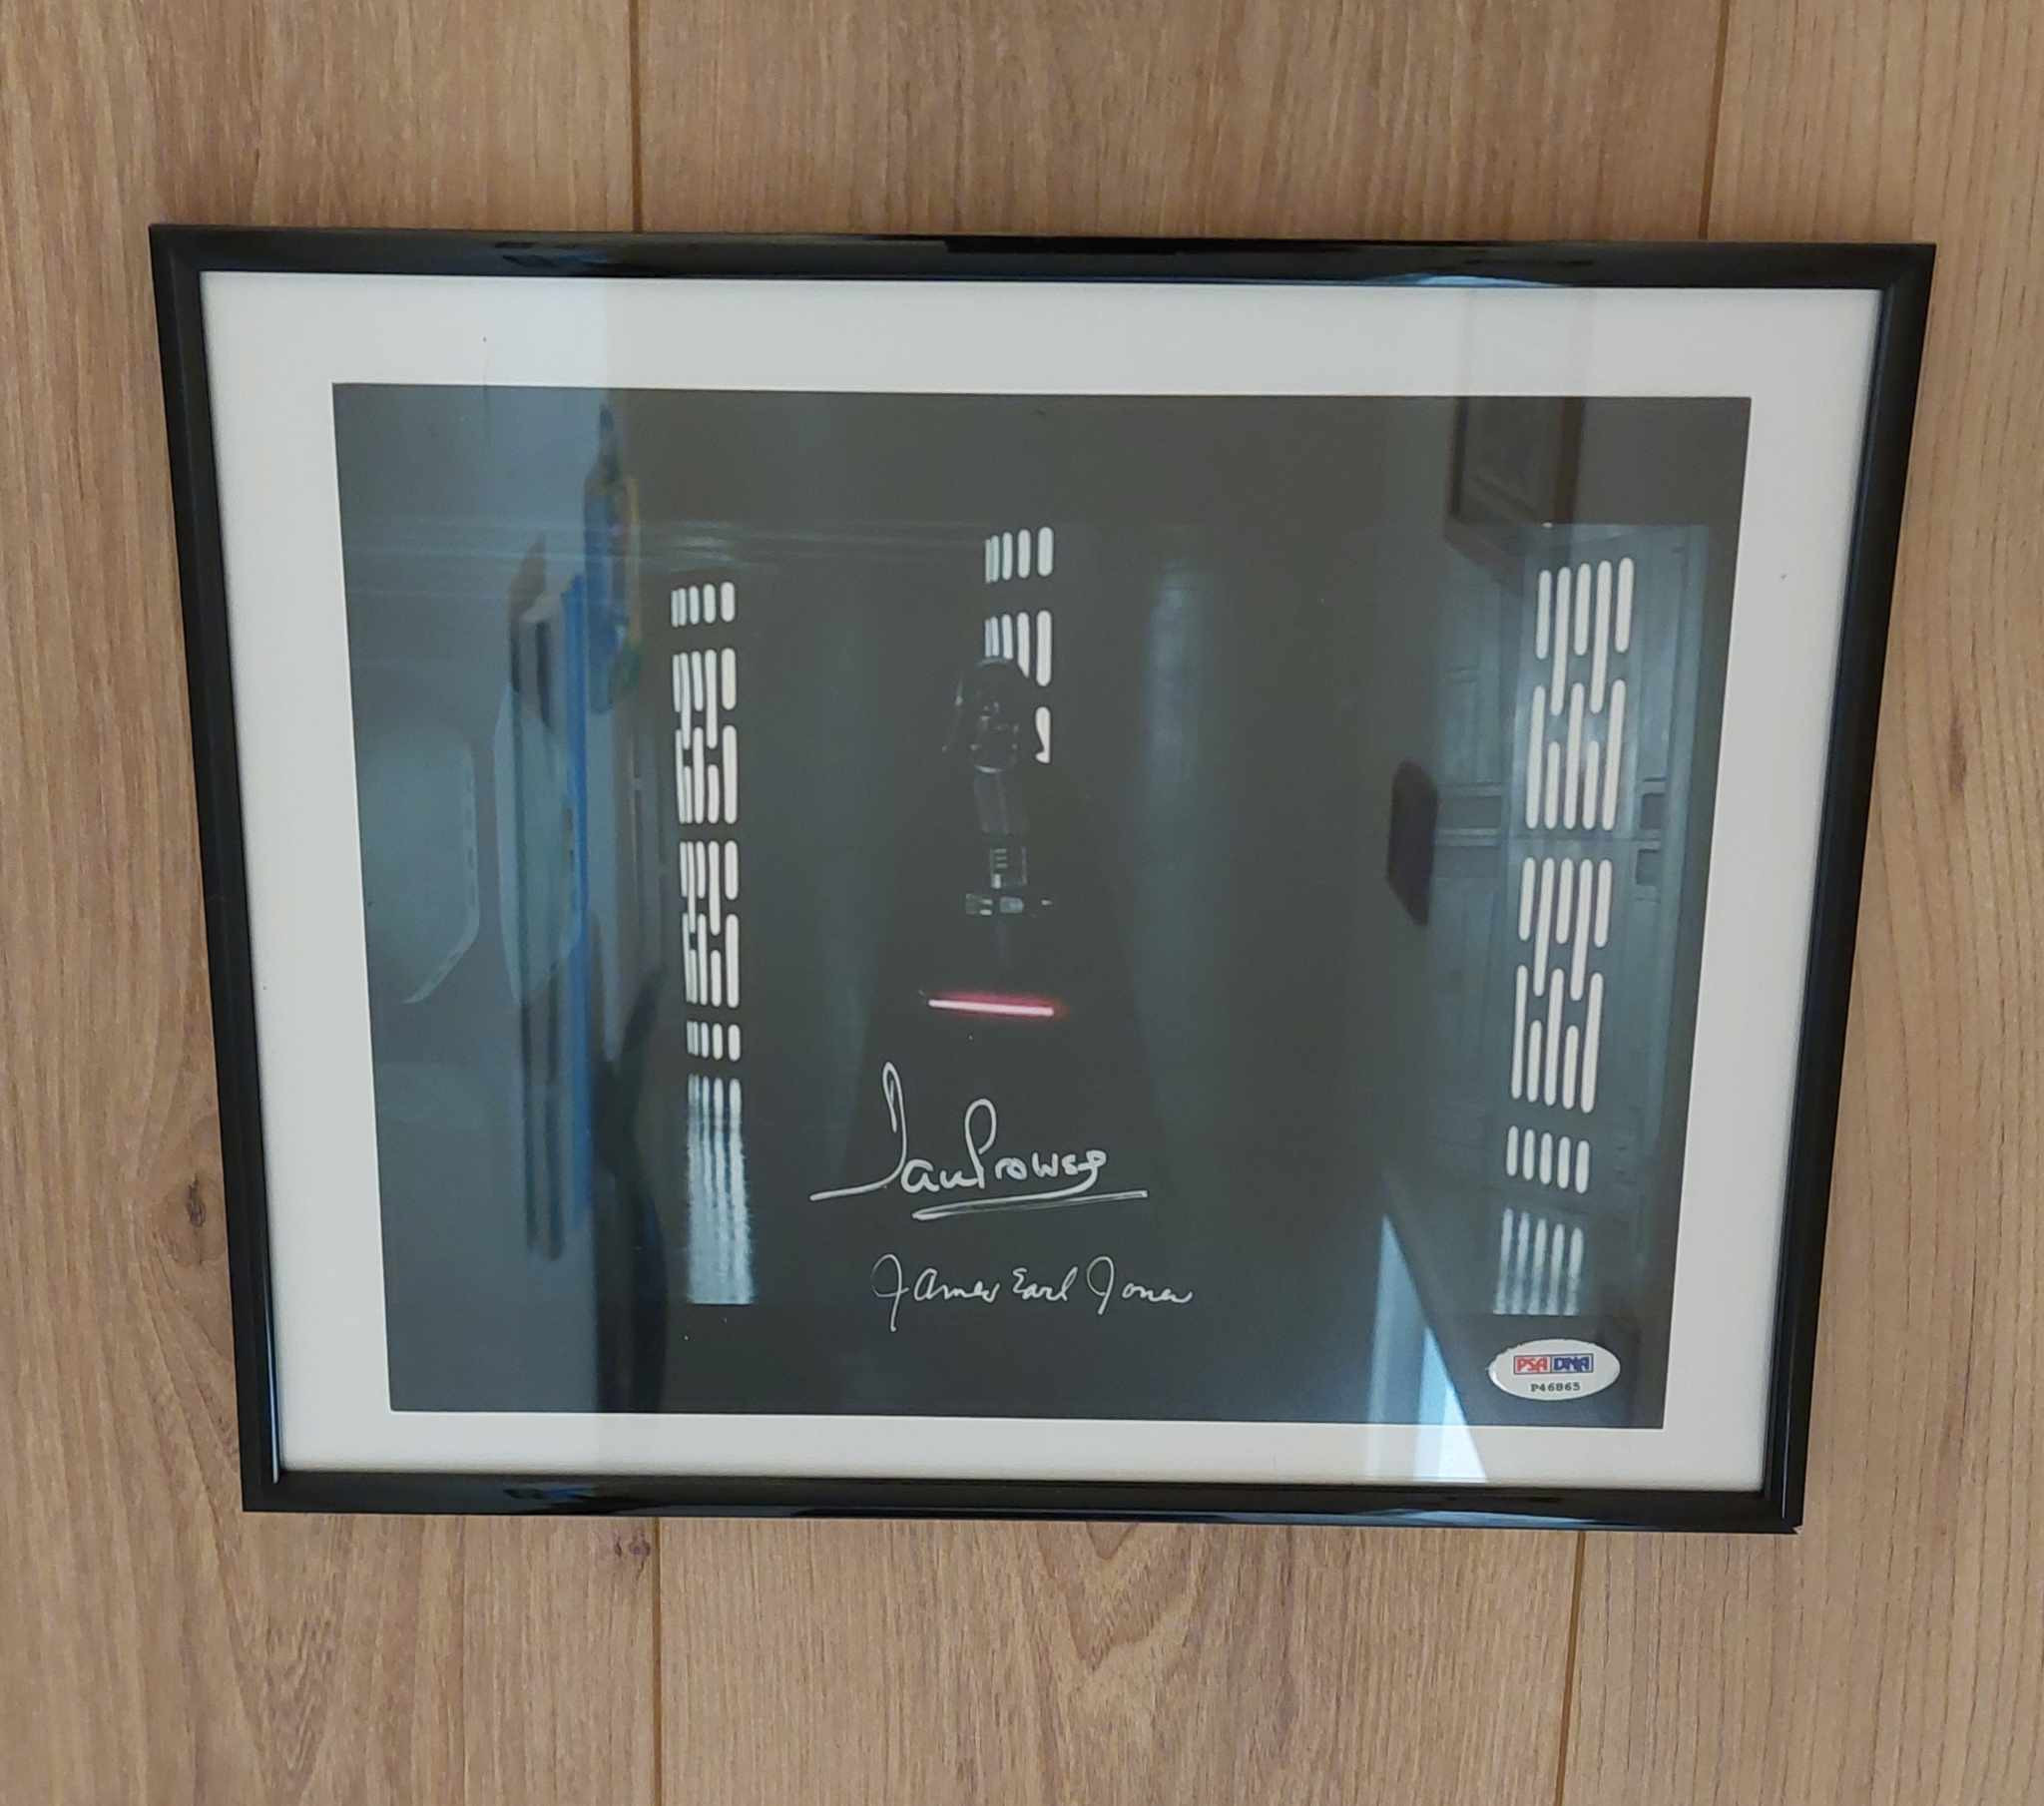 Dave Prowse
James Earl Jones
PSA DNA
P46865